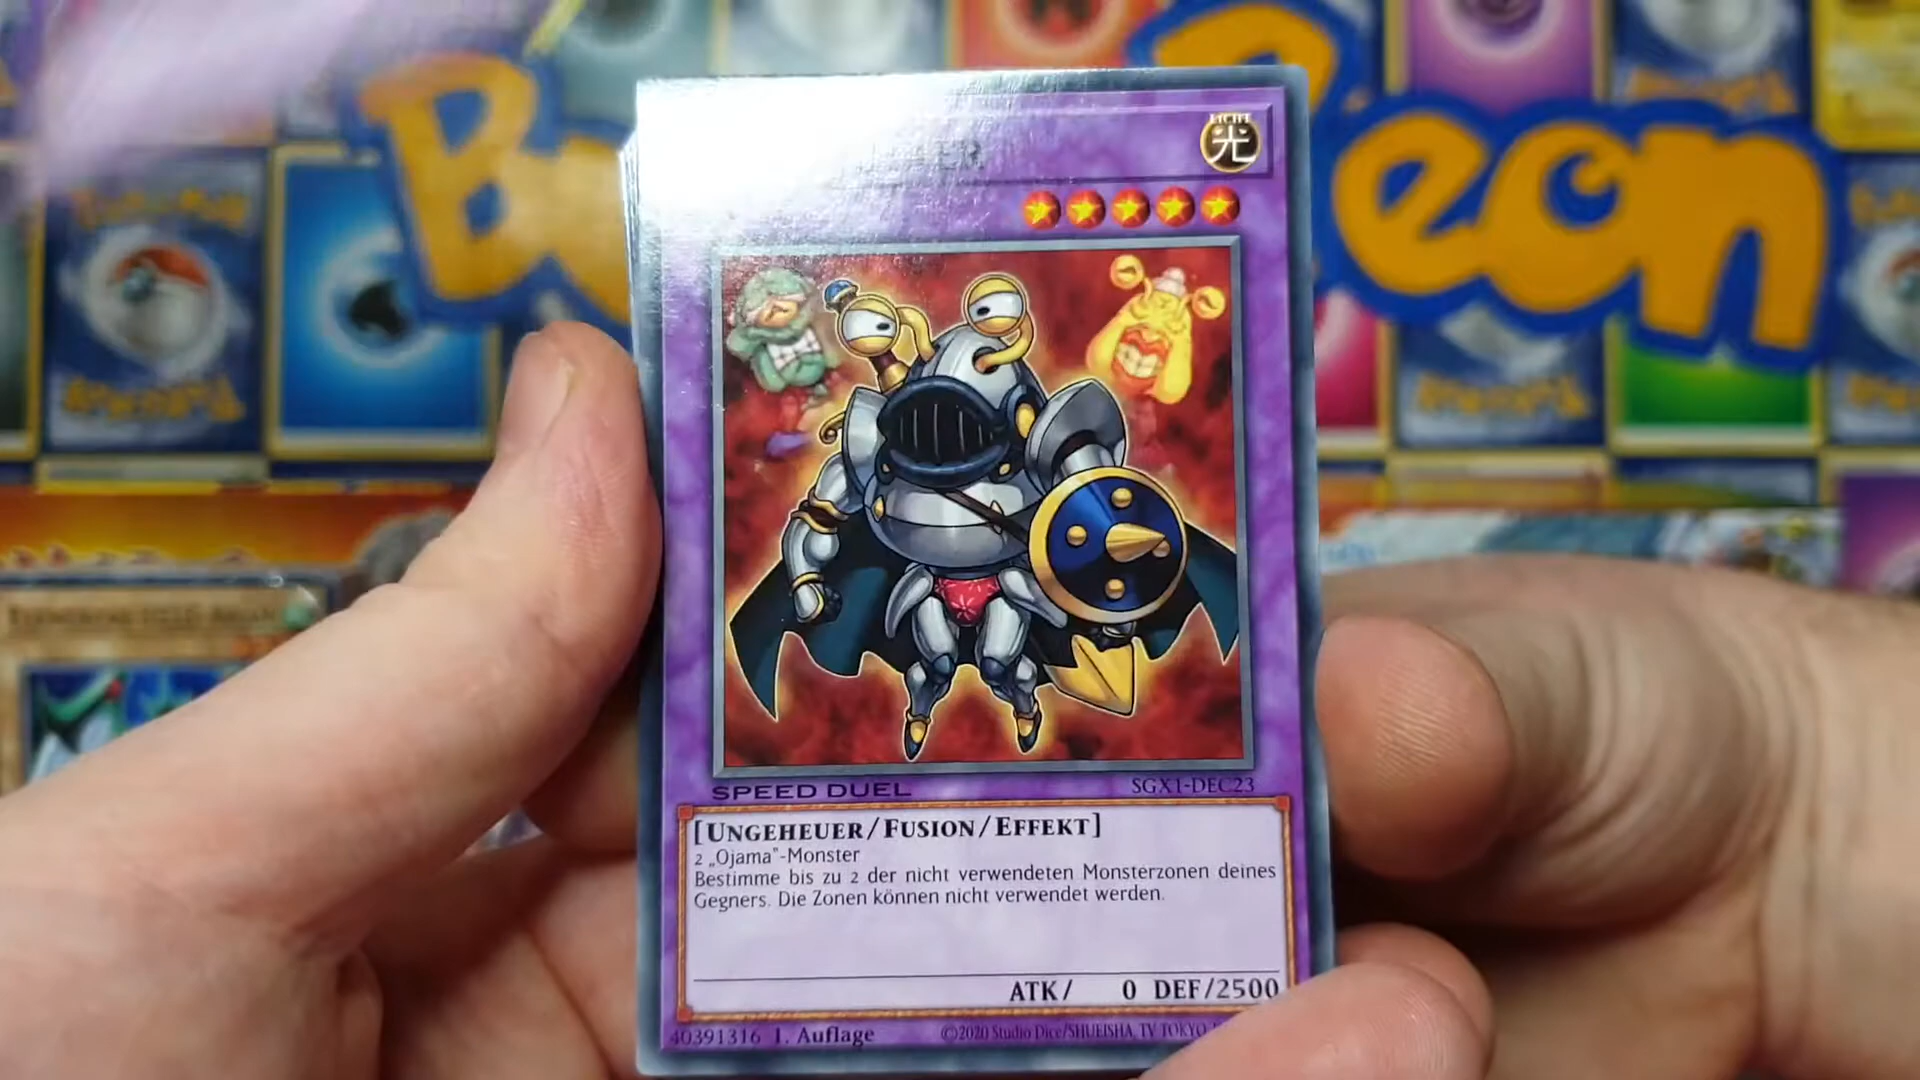 LICHT
光
SPEED DUEL
SGX1-DEC23
[UNGEHEUER/FUSION/EFFEKT]
2 „Ojama"-Monster
Bestimme bis zu 2 der nicht verwendeten Monsterzonen deines
Gegners. Die Zonen können nicht verwendet werden.
ATK/ 0 DEF/2500
40391316 1. Auflage ©2020 Studio Dice/SHUEISHA, TV TOKYO